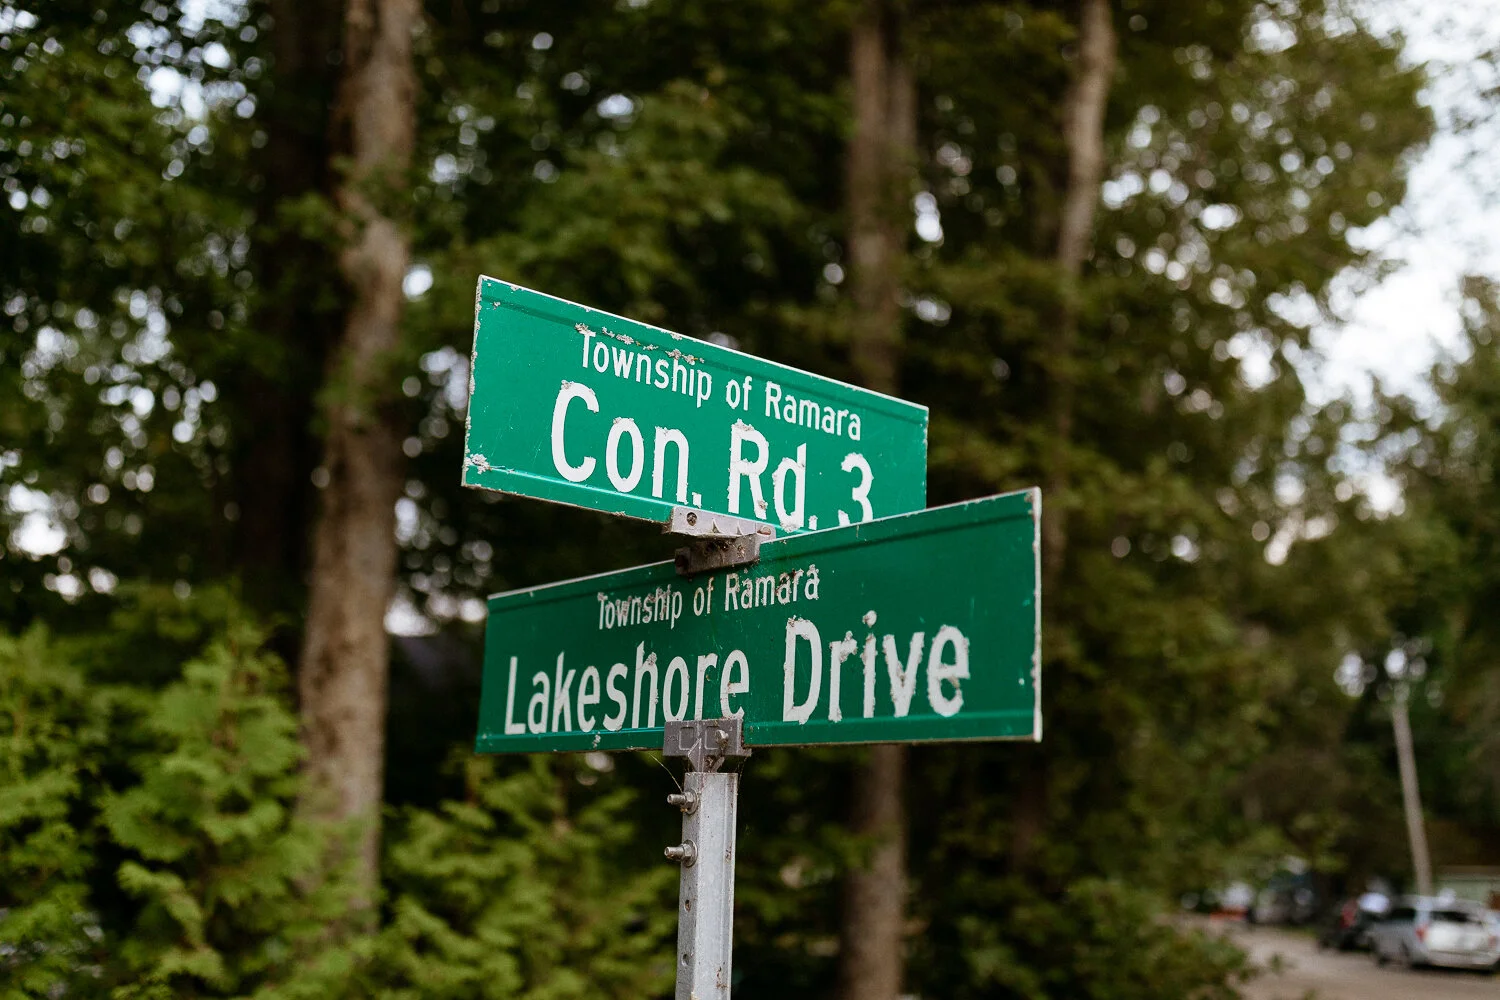 Township of Ramara
Con. Rd. 3
Township of Ramara
Lakeshore Drive